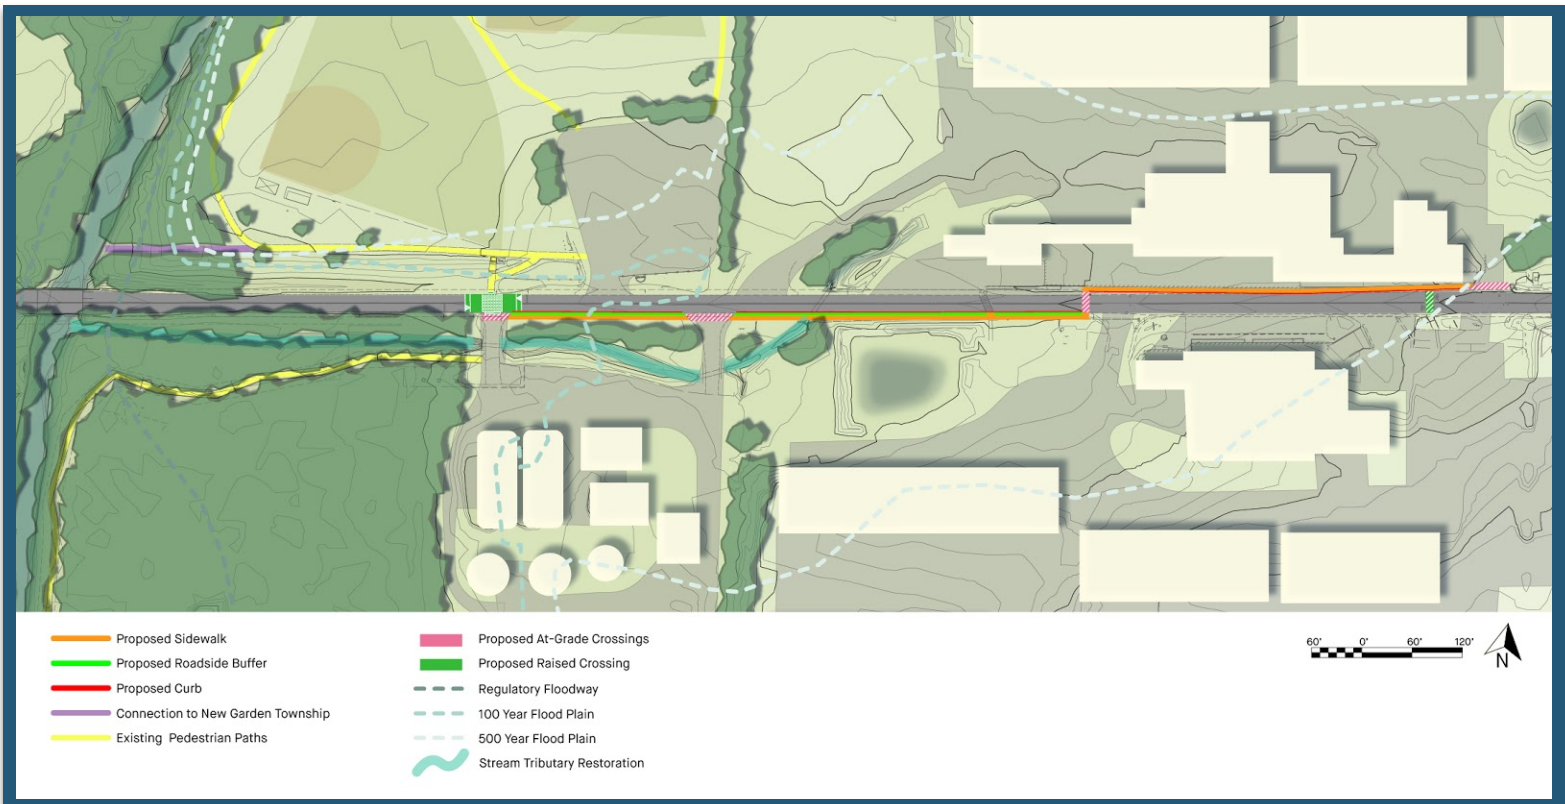 Proposed Sidewalk
Proposed Roadside Buffer
Proposed Curb
Connection to New Garden Township
Existing  Pedestrian Paths
Proposed At-Grade Crossings
Proposed Raised Crossing
Regulatory Floodway
100 Year Flood Plain
500 Year Flood Plain
Stream Tributary Restoration
60' 0' 60' 120'
N